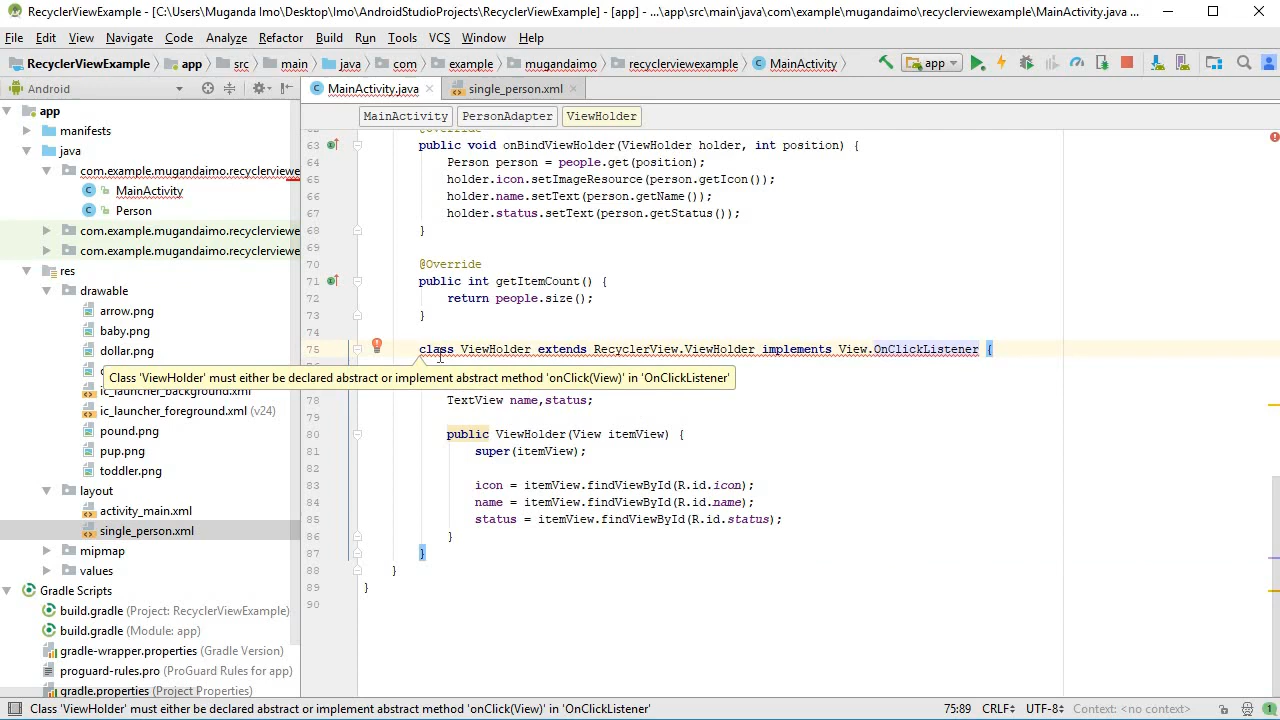 RecyclerViewExample - [C:\Users\Muganda Imo\Desktop\Imo\AndroidStudioProjects\RecyclerViewExample] - [app] - ...\app\src\main\java\com\example\mugandaimo\recyclerviewexample\MainActivity.java ...
File Edit View Navigate Code Analyze Refactor Build Run Tools VCS Window Help
RecyclerViewExample app src main java com example mugandaimo recyclerviewexample MainActivity app
Android MainActivity.java single_person.xml
MainActivity PersonAdapter ViewHolder
app
manifests
java
com.example.mugandaimo.recyclerviewe
MainActivity
Person
com.example.mugandaimo.recyclerviewe
com.example.mugandaimo.recyclerviewe
res
drawable
arrow.png
baby.png
dollar.png
ic_launcher_background.xml
ic_launcher_foreground.xml (v24)
pound.png
pup.png
toddler.png
layout
activity_main.xml
single_person.xml
mipmap
values
Gradle Scripts
build.gradle (Project: RecyclerViewExample)
build.gradle (Module: app)
gradle-wrapper.properties (Gradle Version)
proguard-rules.pro (ProGuard Rules for app)
gradle.properties (Project Properties)
@Override
63 public void onBindViewHolder(ViewHolder holder, int position) {
64 Person person = people.get(position);
65 holder.icon.setImageResource(person.getIcon());
66 holder.name.setText(person.getName());
67 holder.status.setText(person.getStatus());
68 }
69
70 @Override
71 public int getItemCount() {
72 return people.size();
73 }
74
75 class ViewHolder extends RecyclerView.ViewHolder implements View.OnClickListener {
Class 'ViewHolder' must either be declared abstract or implement abstract method 'onClick(View)' in 'OnClickListener'
78 TextView name,status;
79
80 public ViewHolder(View itemView) {
81 super(itemView);
82
83 icon = itemView.findViewById(R.id.icon);
84 name = itemView.findViewById(R.id.name);
85 status = itemView.findViewById(R.id.status);
86 }
87 }
88 }
89 }
90
Class 'ViewHolder' must either be declared abstract or implement abstract method 'onClick(View)' in 'OnClickListener' 75:89 CRLF UTF-8 Context: <no context> 1